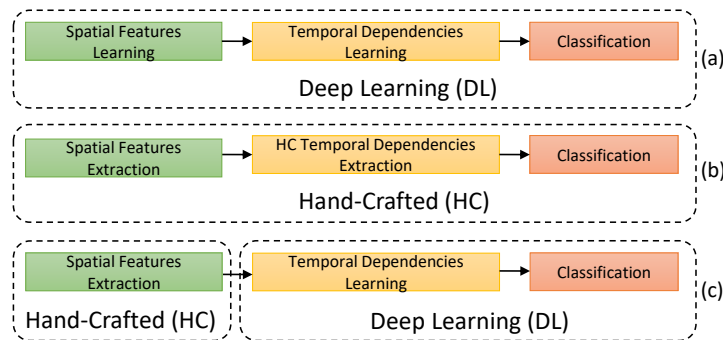 Spatial Features
Learning
Temporal Dependencies
Learning
Classification
(a)
Deep Learning (DL)
Spatial Features
Extraction
HC Temporal Dependencies
Extraction
Classification
(b)
Hand-Crafted (HC)
Spatial Features
Extraction
Temporal Dependencies
Learning
Classification
(c)
Hand-Crafted (HC)
Deep Learning (DL)